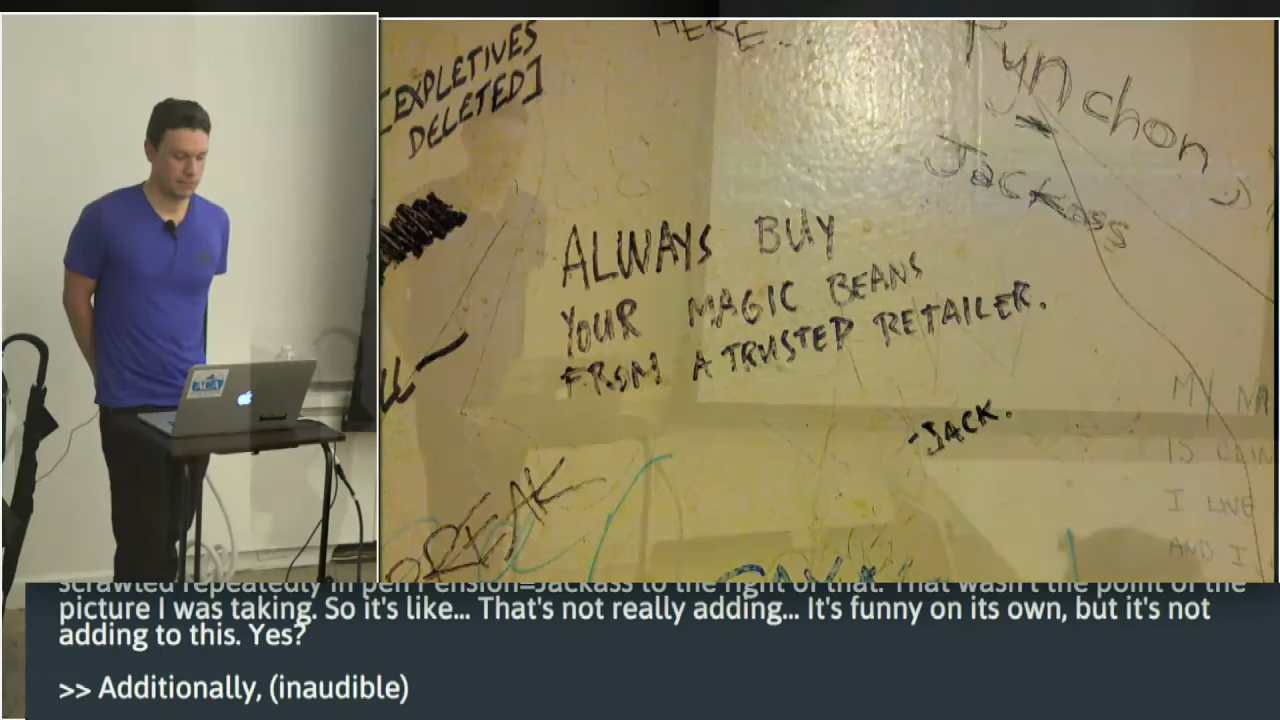 [EXPLETIVES
DELETED]
HERE...
Pynchon
Jackass
ALWAYS BUY
YOUR MAGIC BEANS
FROM A TRUSTED RETAILER.
-JACK.
BREAK
MY NA
IS
I LIVE
AND I
ACA
scrawled repeatedly in pen Pension=Jackass to the right of that. That wasn't the point of the
picture I was taking. So it's like... That's not really adding... It's funny on its own, but it's not
adding to this. Yes?
>> Additionally, (inaudible)